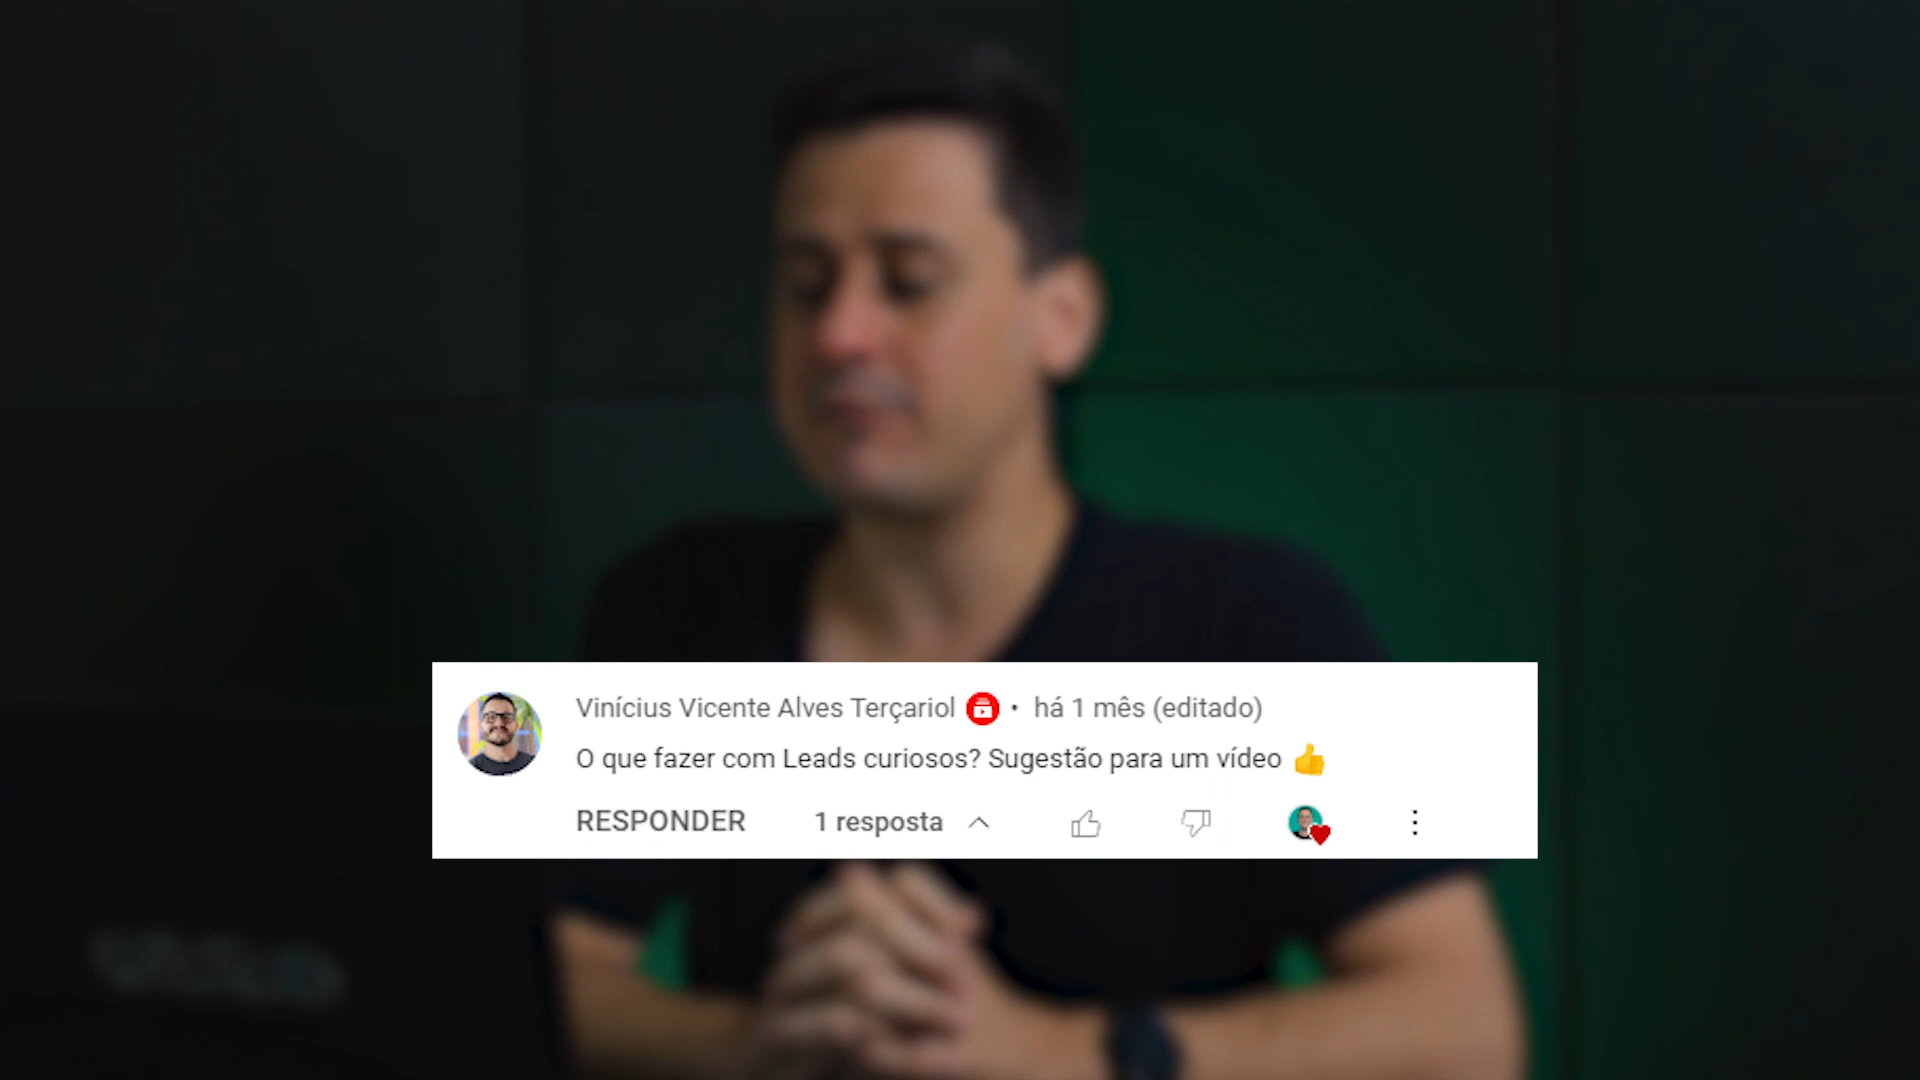 Vinícius Vicente Alves Terçariol • há 1 mês (editado)
O que fazer com Leads curiosos? Sugestão para um vídeo 👍
RESPONDER 1 resposta